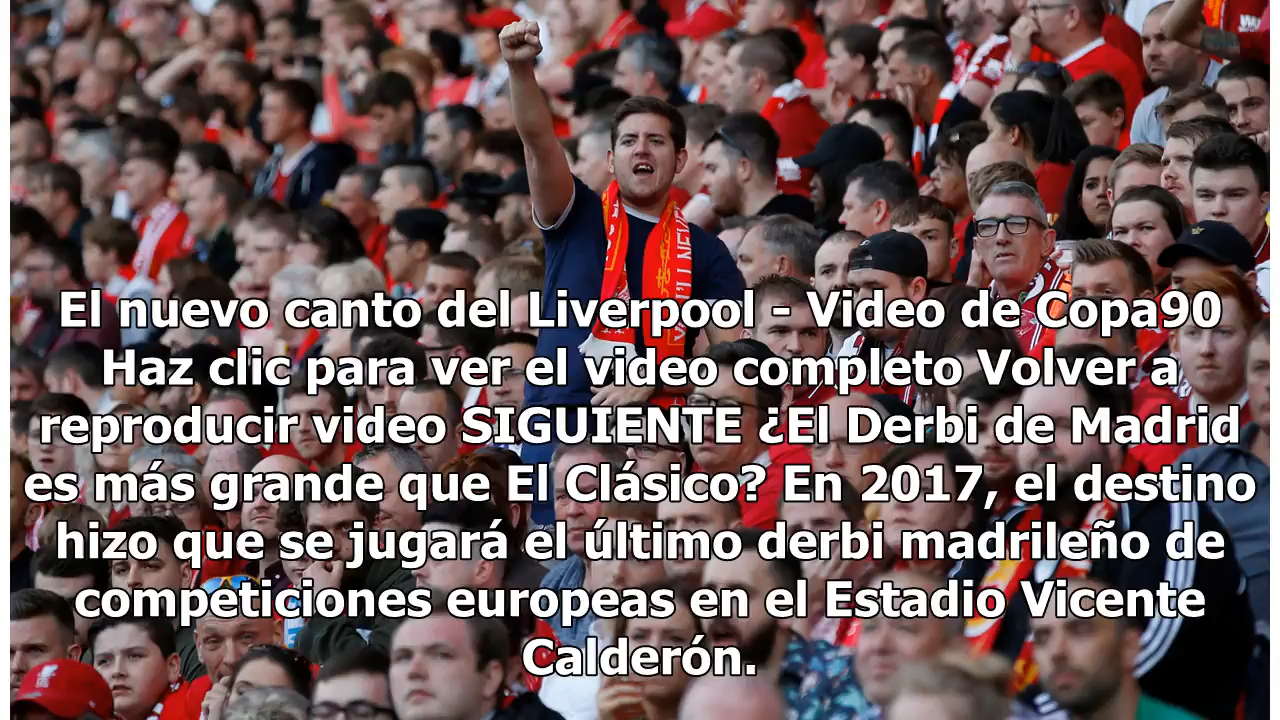 El nuevo canto del Liverpool - Video de Copa90
Haz clic para ver el video completo Volver a
reproducir video SIGUIENTE ¿El Derbi de Madrid
es más grande que El Clásico? En 2017, el destino
hizo que se jugará el último derbi madrileño de
competiciones europeas en el Estadio Vicente
Calderón.